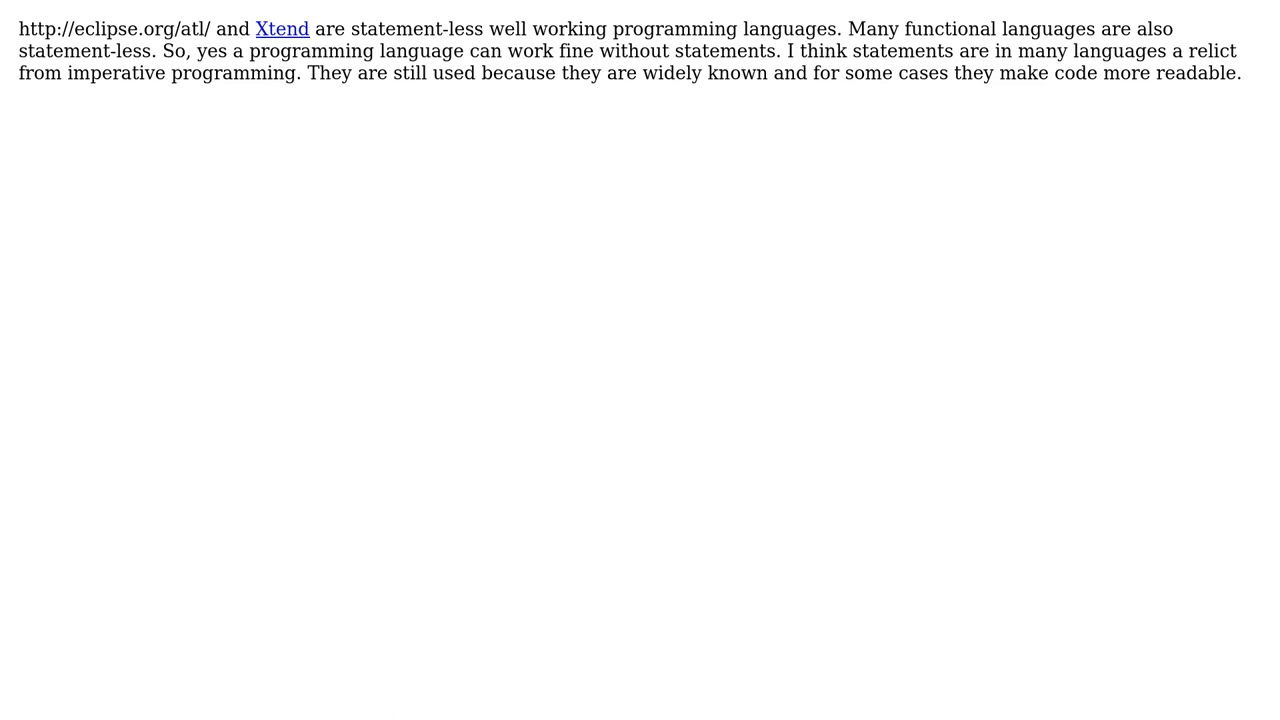 http://eclipse.org/atl/ and Xtend are statement-less well working programming languages. Many functional languages are also
statement-less. So, yes a programming language can work fine without statements. I think statements are in many languages a relict
from imperative programming. They are still used because they are widely known and for some cases they make code more readable.